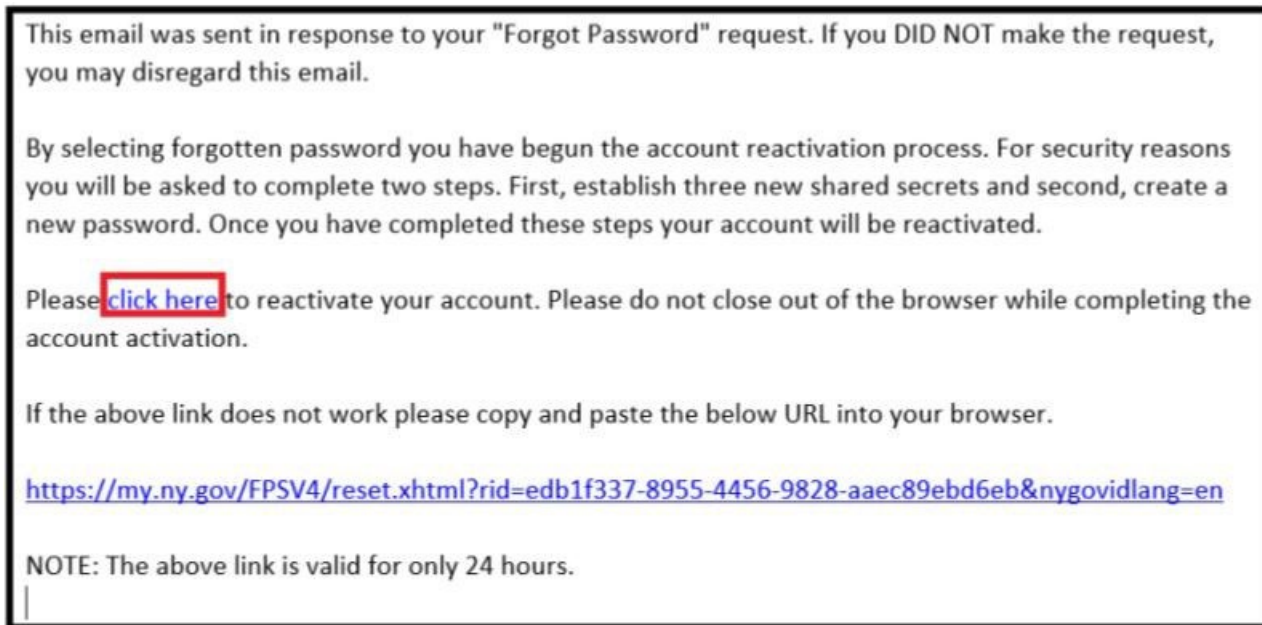 This email was sent in response to your "Forgot Password" request. If you DID NOT make the request,
you may disregard this email.
By selecting forgotten password you have begun the account reactivation process. For security reasons
you will be asked to complete two steps. First, establish three new shared secrets and second, create a
new password. Once you have completed these steps your account will be reactivated.
Please click here to reactivate your account. Please do not close out of the browser while completing the
account activation.
If the above link does not work please copy and paste the below URL into your browser.
https://my.ny.gov/FPSV4/reset.xhtml?rid=edb1f337-8955-4456-9828-aaec89ebd6eb&nygovidlang=en
NOTE: The above link is valid for only 24 hours.